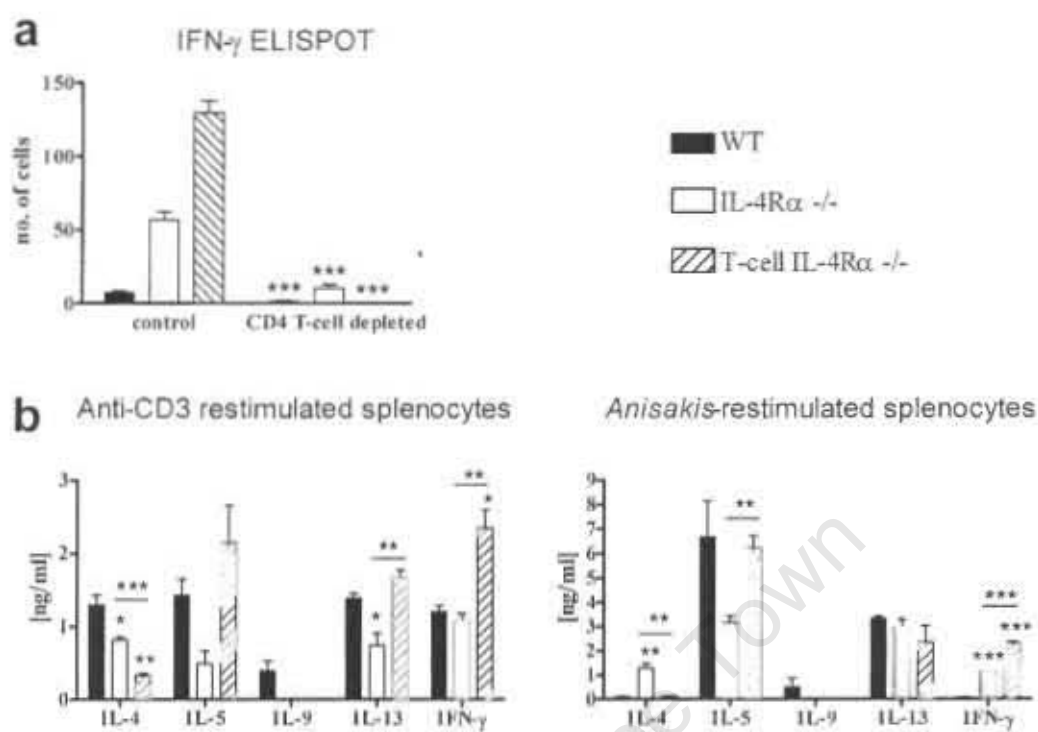 a
IFN-γ ELISPOT
150
100
50
0
no. of cells
***
***
***
control
CD4 T-cell depleted
WT
IL-4Rα -/-
T-cell IL-4Rα -/-
b
Anti-CD3 restimulated splenocytes
3
2
1
0
[ng/ml]
***
*
**
*
**
**
*
IL-4 IL-5 IL-9 IL-13 IFN-γ
Anisakis-restimulated splenocytes
9
8
7
6
5
4
3
2
1
0
[ng/ml]
**
**
**
***
***
***
IL-4 IL-5 IL-9 IL-13 IFN-γ
e Town